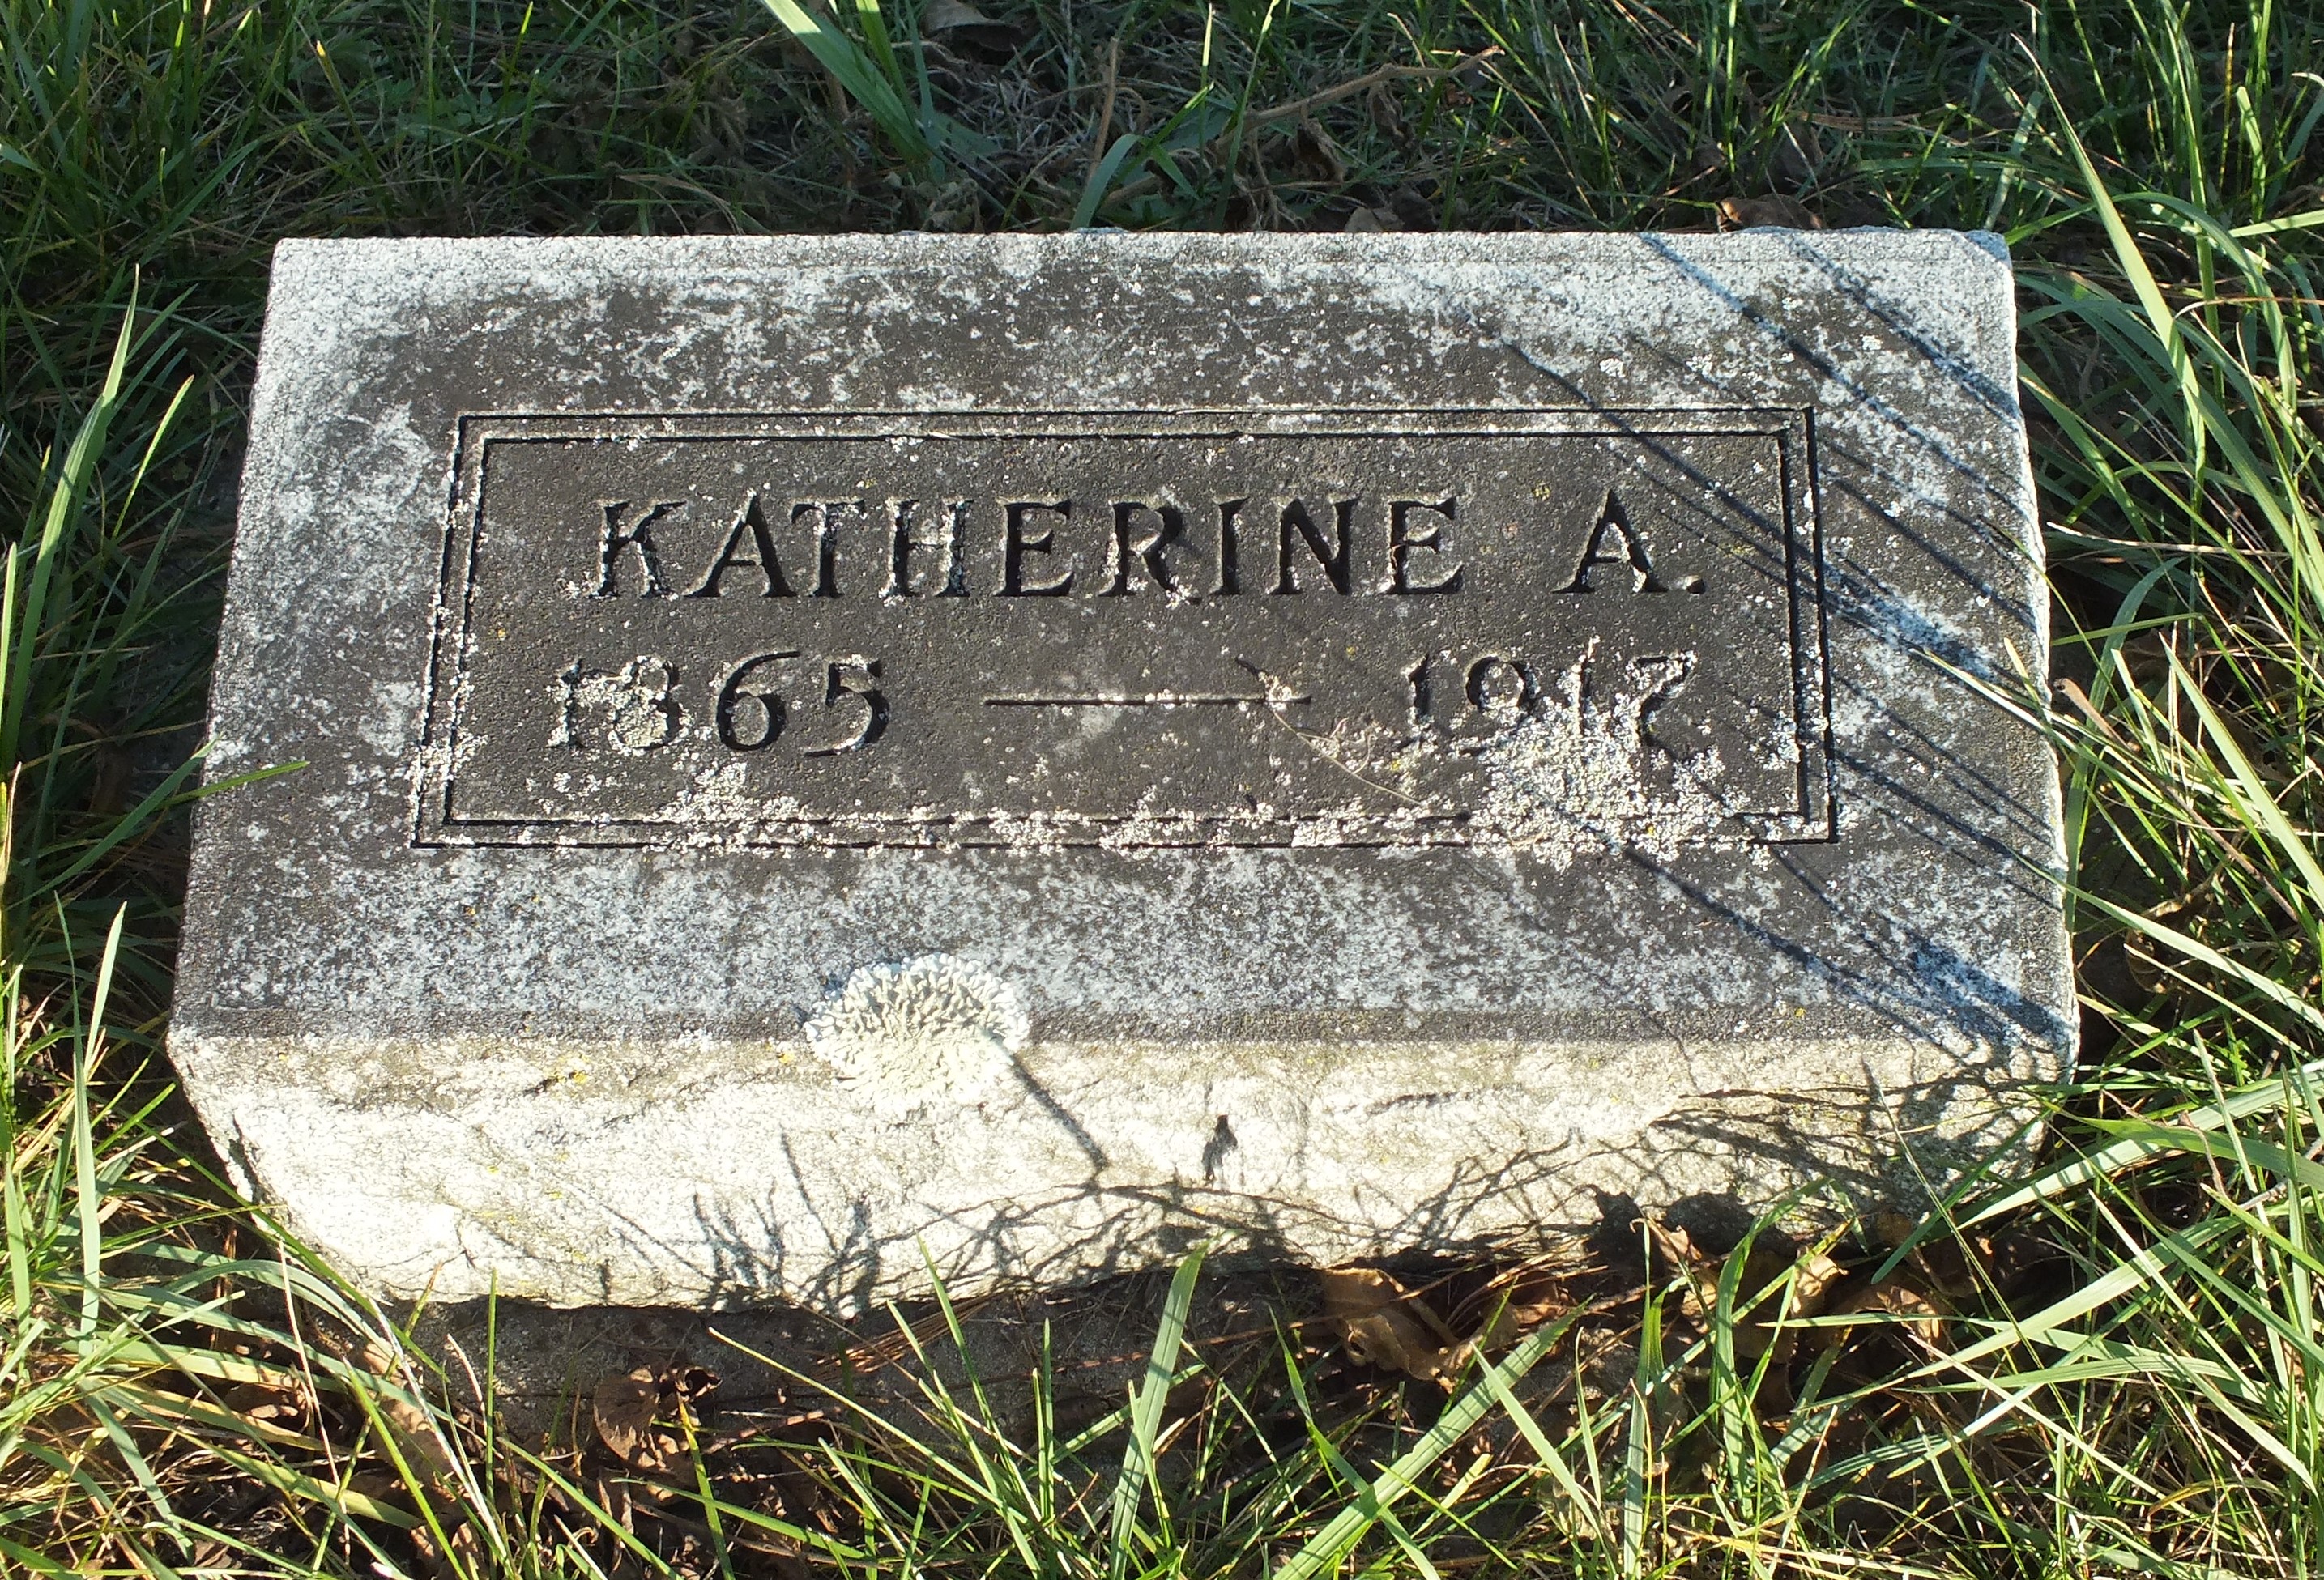 KATHERINE A.
1865 — 1917